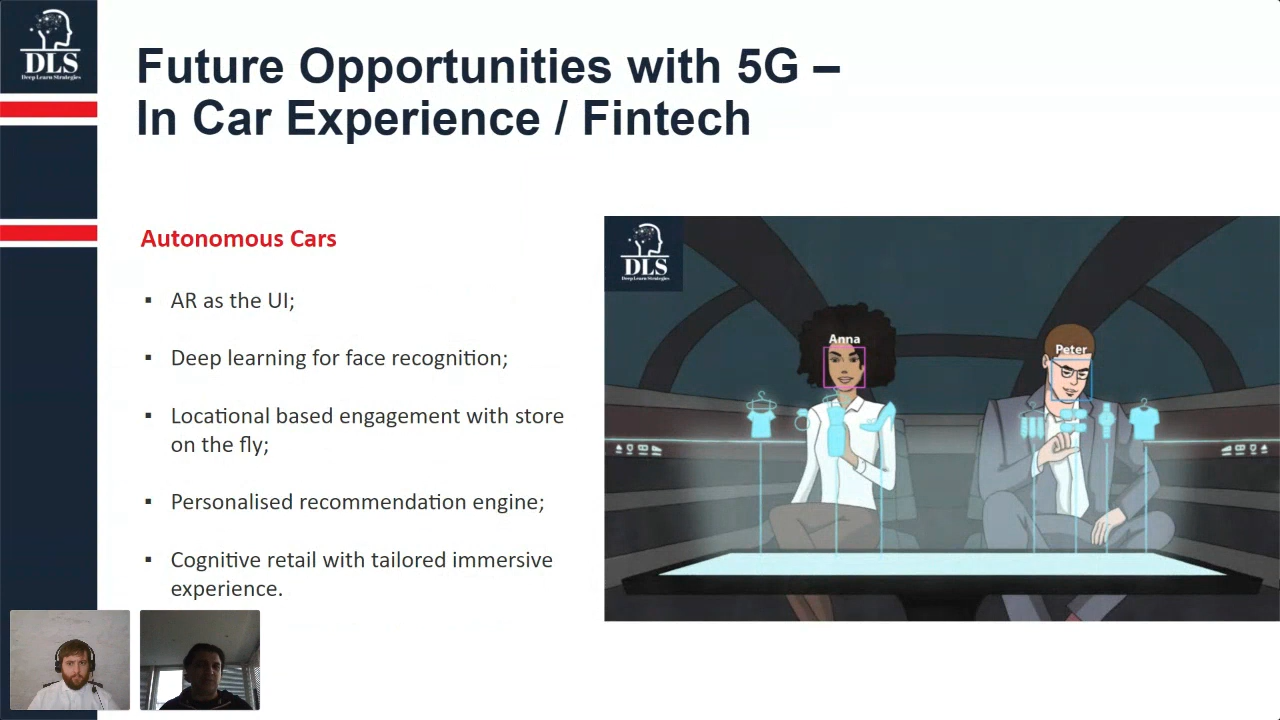 DLS
Deep Learn Strategies
Future Opportunities with 5G –
In Car Experience / Fintech
Autonomous Cars
▪ AR as the UI;
▪ Deep learning for face recognition;
▪ Locational based engagement with store
on the fly;
▪ Personalised recommendation engine;
▪ Cognitive retail with tailored immersive
experience.
DLS
Deep Learn Strategies
Anna
Peter